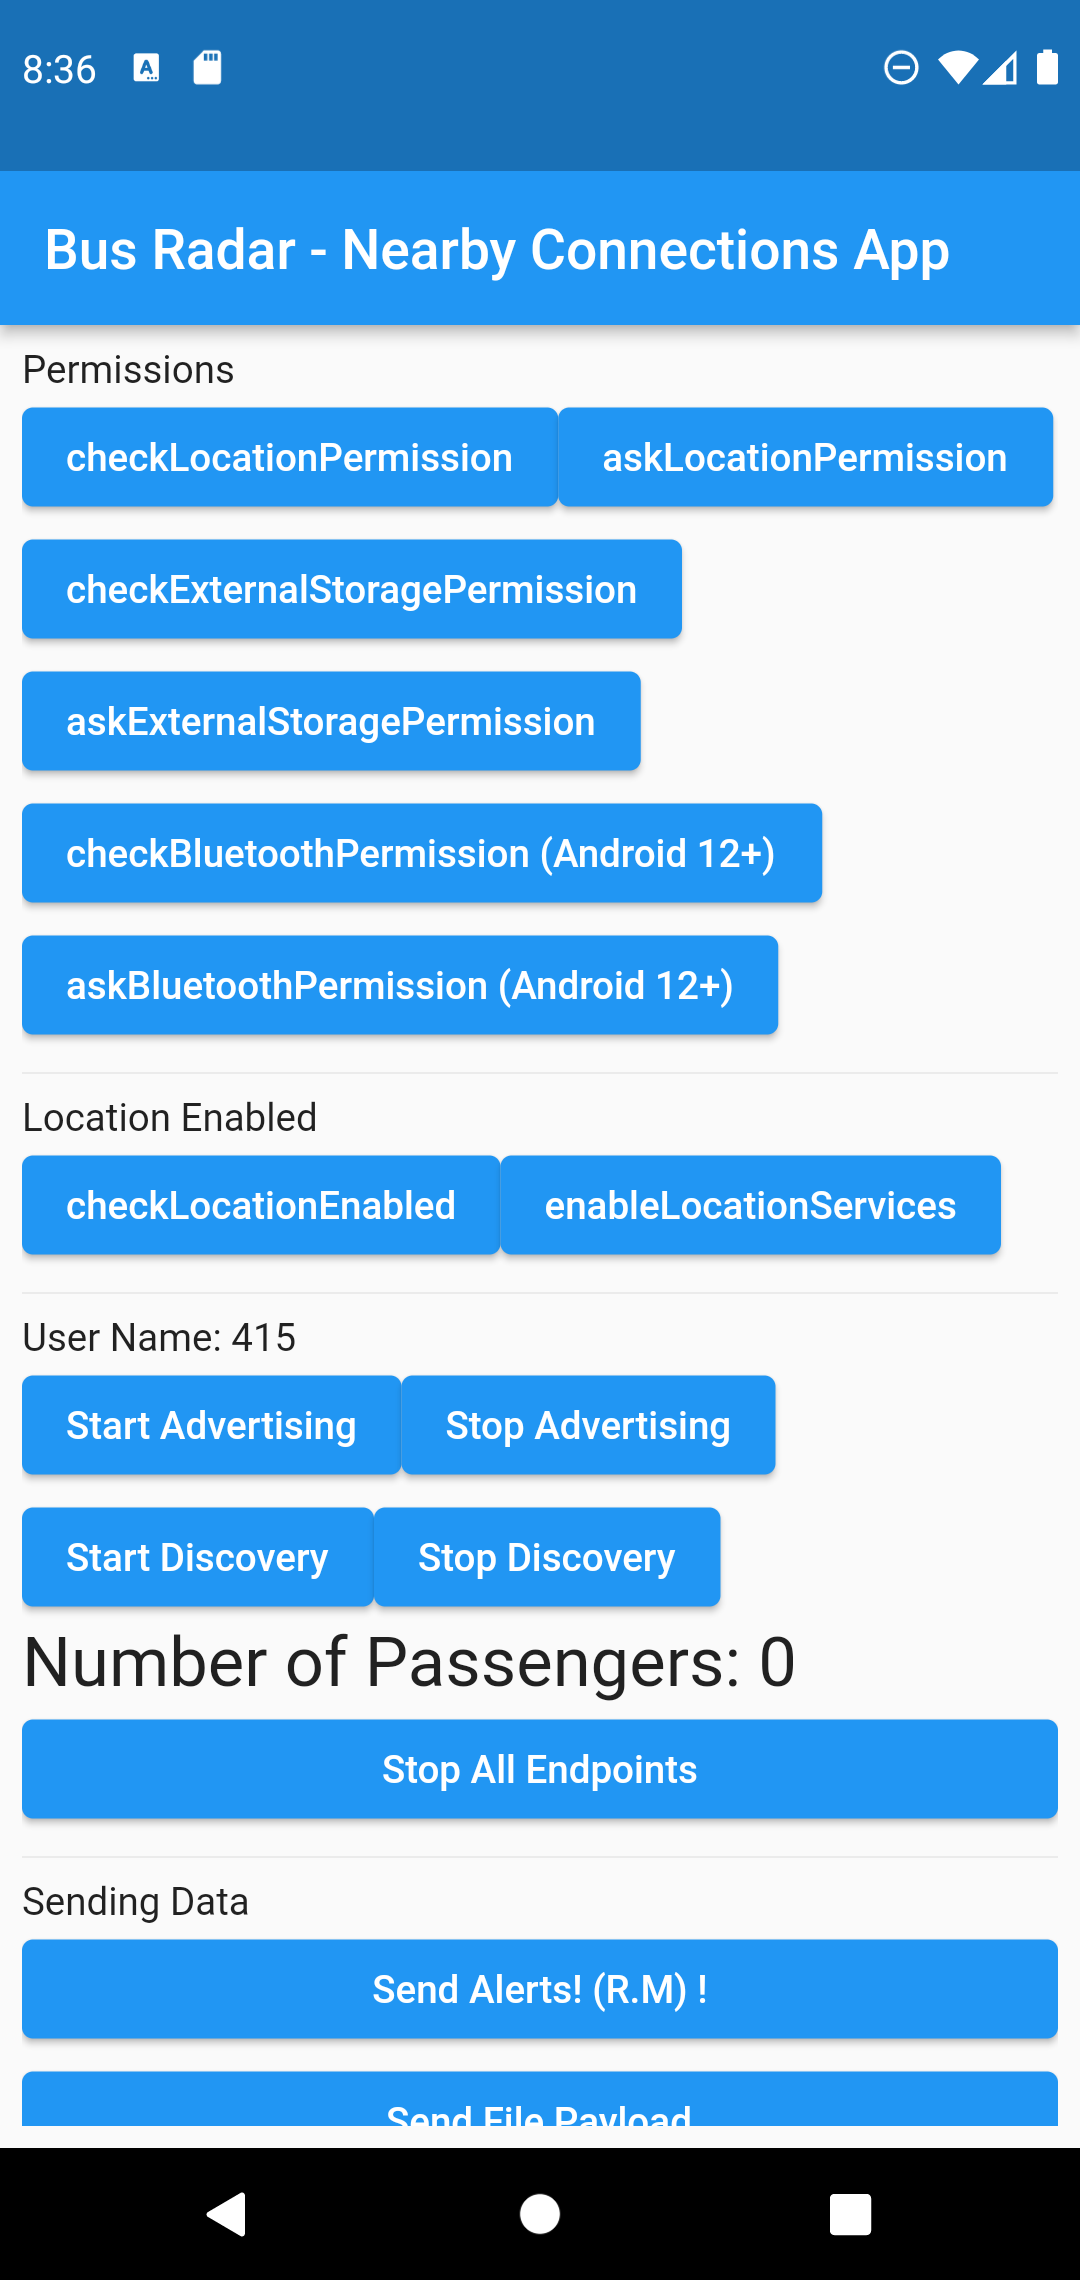 8:36
Bus Radar - Nearby Connections App
Permissions
checkLocationPermission askLocationPermission
checkExternalStoragePermission
askExternalStoragePermission
checkBluetoothPermission (Android 12+)
askBluetoothPermission (Android 12+)
Location Enabled
checkLocationEnabled enableLocationServices
User Name: 415
Start Advertising Stop Advertising
Start Discovery Stop Discovery
Number of Passengers: 0
Stop All Endpoints
Sending Data
Send Alerts! (R.M) !
Send File Payload